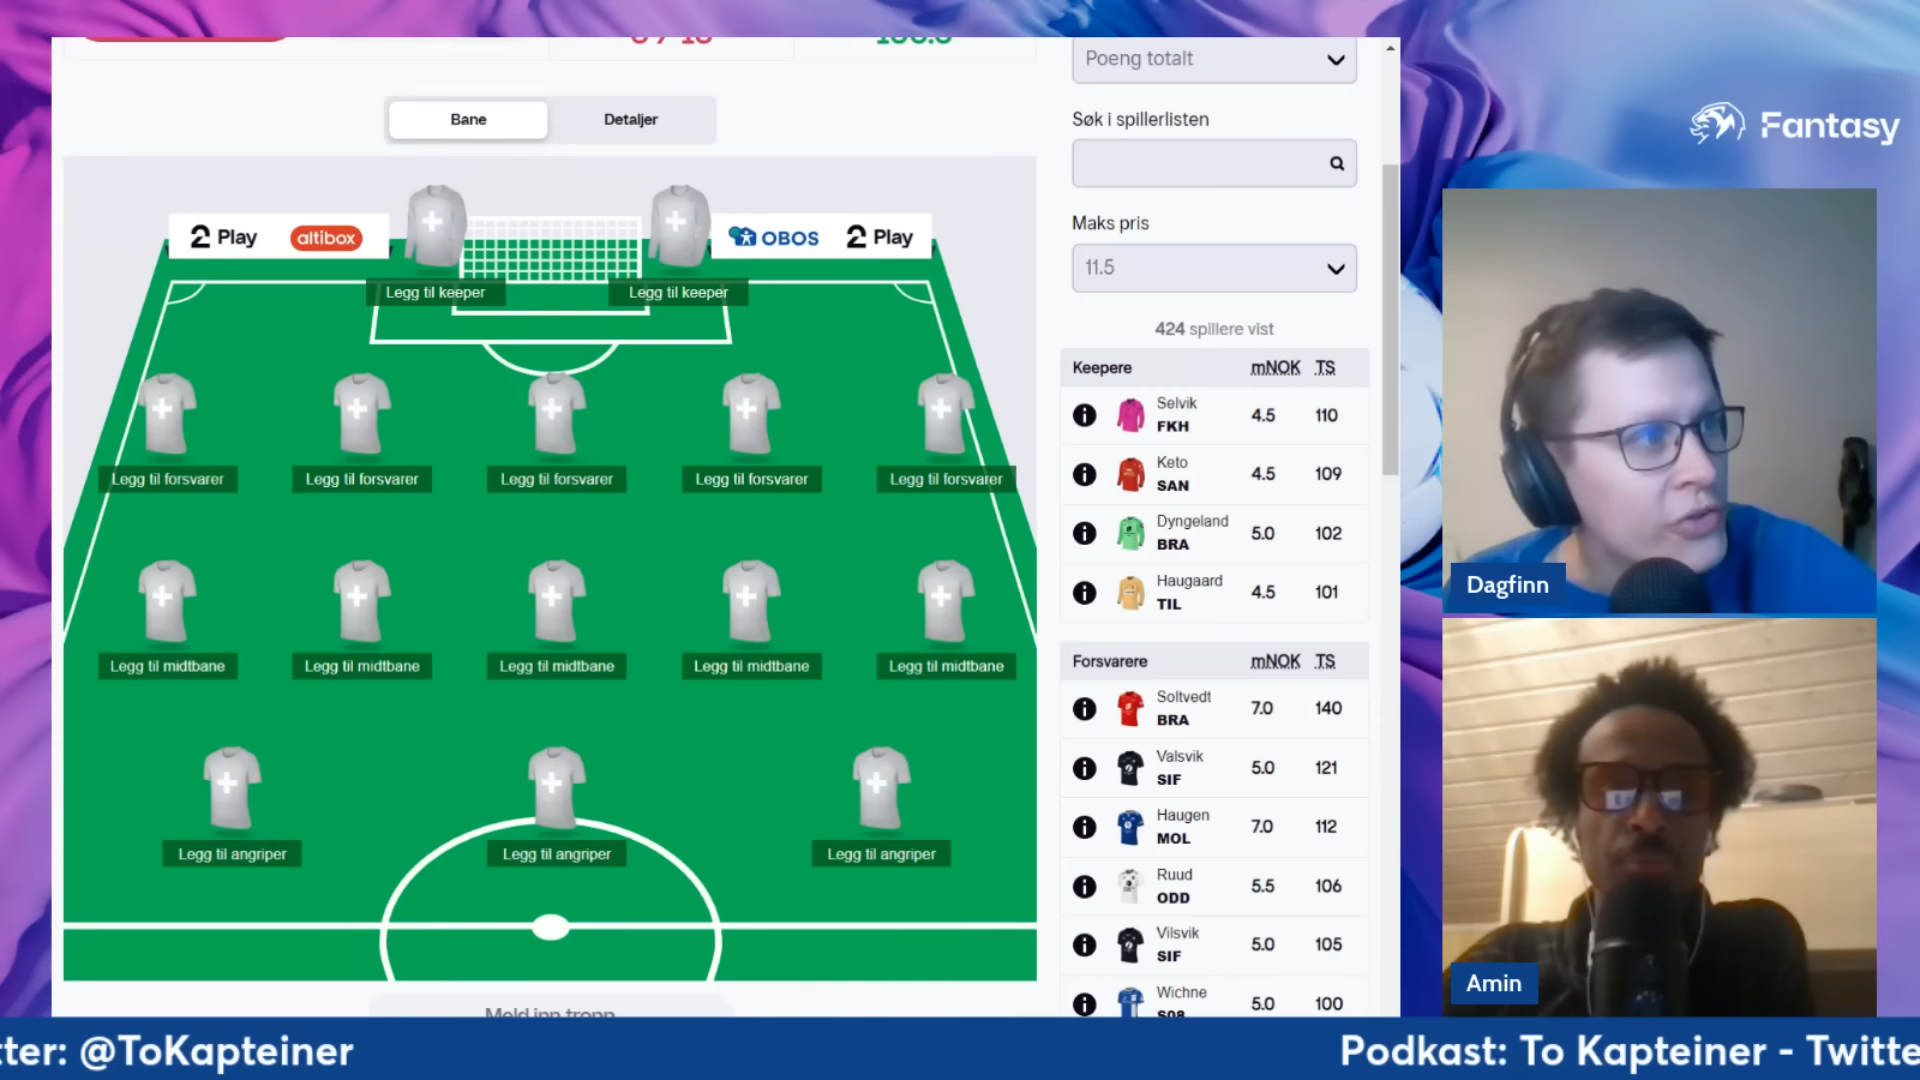 Poeng totalt
Bane
Detaljer
Søk i spillerlisten
Fantasy
2 Play
altibox
OBOS
2 Play
Maks pris
11.5
Legg til keeper
Legg til keeper
424 spillere vist
Keepere mNOK TS
Selvik
FKH
4.5 110
Keto
SAN
4.5 109
Dyngeland
BRA
5.0 102
Haugaard
TIL
4.5 101
Legg til forsvarer
Legg til forsvarer
Legg til forsvarer
Legg til forsvarer
Legg til forsvarer
Dagfinn
Legg til midtbane
Legg til midtbane
Legg til midtbane
Legg til midtbane
Legg til midtbane
Forsvarere mNOK TS
Soltvedt
BRA
7.0 140
Valsvik
SIF
5.0 121
Haugen
MOL
7.0 112
Ruud
ODD
5.5 106
Vilsvik
SIF
5.0 105
Wichne
S08
5.0 100
Legg til angriper
Legg til angriper
Legg til angriper
Amin
Meld inn tropp
tter: @ToKapteiner
Podkast: To Kapteiner - Twitte